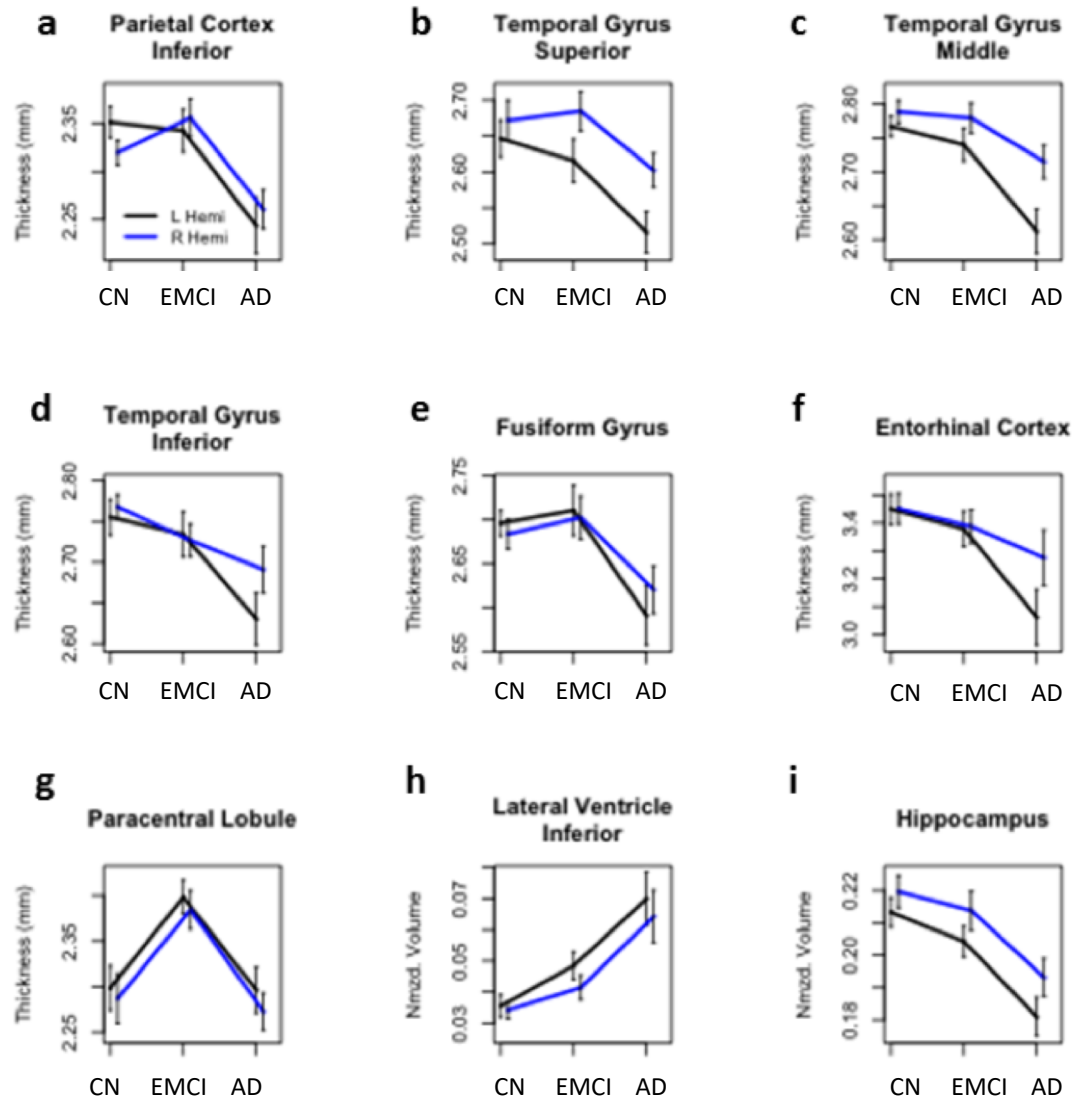 a
Parietal Cortex
Inferior
Thickness (mm)
2.35
2.25
L Hemi
R Hemi
CN EMCI AD
b
Temporal Gyrus
Superior
Thickness (mm)
2.70
2.60
2.50
CN EMCI AD
c
Temporal Gyrus
Middle
Thickness (mm)
2.80
2.70
2.60
CN EMCI AD
d
Temporal Gyrus
Inferior
Thickness (mm)
2.80
2.70
2.60
CN EMCI AD
e
Fusiform Gyrus
Thickness (mm)
2.75
2.65
2.55
CN EMCI AD
f
Entorhinal Cortex
Thickness (mm)
3.4
3.2
3.0
CN EMCI AD
g
Paracentral Lobule
Thickness (mm)
2.35
2.25
CN EMCI AD
h
Lateral Ventricle
Inferior
Nmzd. Volume
0.07
0.05
0.03
CN EMCI AD
i
Hippocampus
Nmzd. Volume
0.22
0.20
0.18
CN EMCI AD